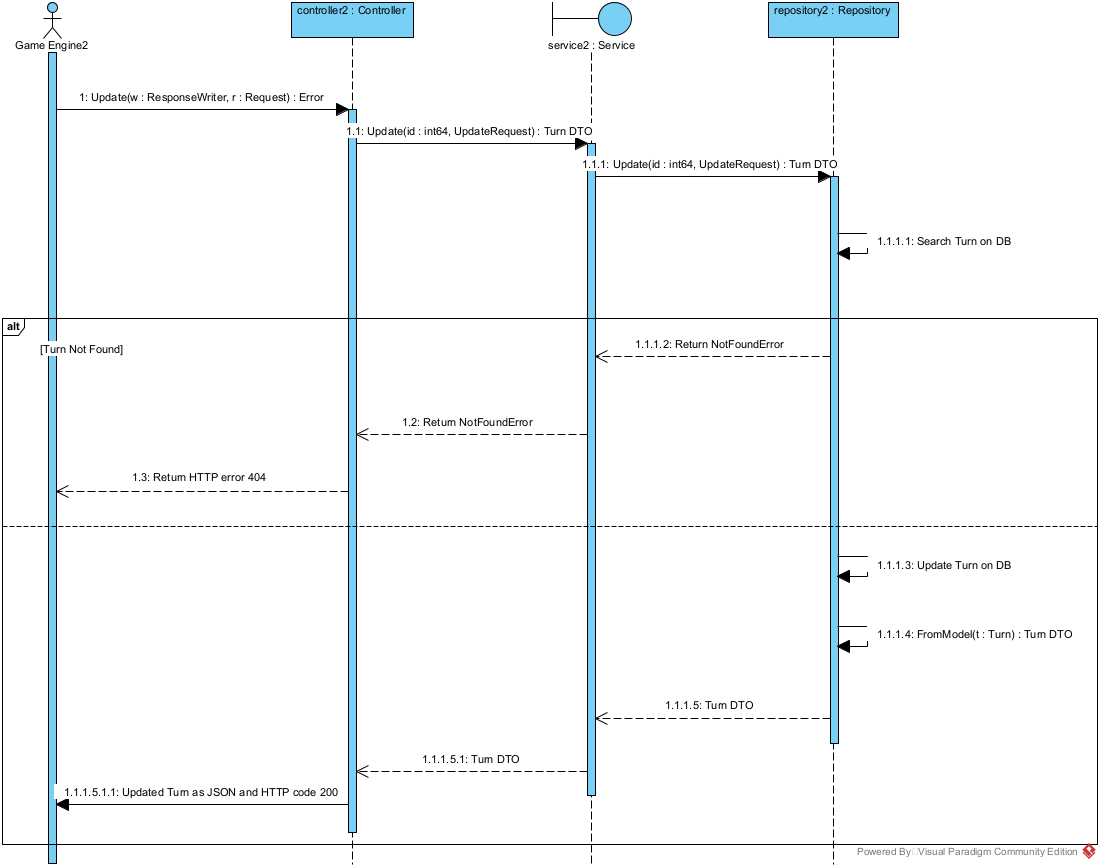 controller2 : Controller
repository2 : Repository
Game Engine2
service2 : Service
1: Update(w : ResponseWriter, r : Request) : Error
1.1: Update(id : int64, UpdateRequest) : Turn DTO
1.1.1: Update(id : int64, UpdateRequest) : Turn DTO
1.1.1.1: Search Turn on DB
alt
[Turn Not Found]
1.1.1.2: Return NotFoundError
1.2: Return NotFoundError
1.3: Return HTTP error 404
1.1.1.3: Update Turn on DB
1.1.1.4: FromModel(t : Turn) : Turn DTO
1.1.1.5: Turn DTO
1.1.1.5.1: Turn DTO
1.1.1.5.1.1: Updated Turn as JSON and HTTP code 200
Powered By Visual Paradigm Community Edition